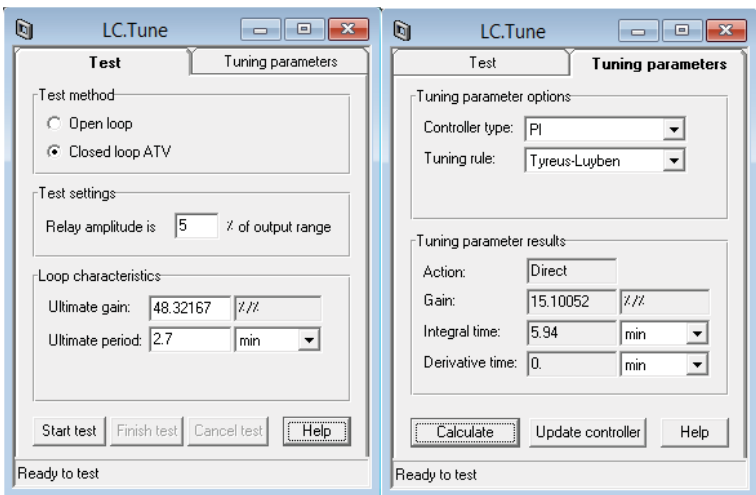 LC.Tune
Test Tuning parameters
Test method
Open loop
Closed loop ATV
Test settings
Relay amplitude is 5 % of output range
Loop characteristics
Ultimate gain: 48.32167 %/%
Ultimate period: 2.7 min
Start test Finish test Cancel test Help
Ready to test
LC.Tune
Test Tuning parameters
Tuning parameter options
Controller type: PI
Tuning rule: Tyreus-Luyben
Tuning parameter results
Action: Direct
Gain: 15.10052 %/%
Integral time: 5.94 min
Derivative time: 0. min
Calculate Update controller Help
Ready to test